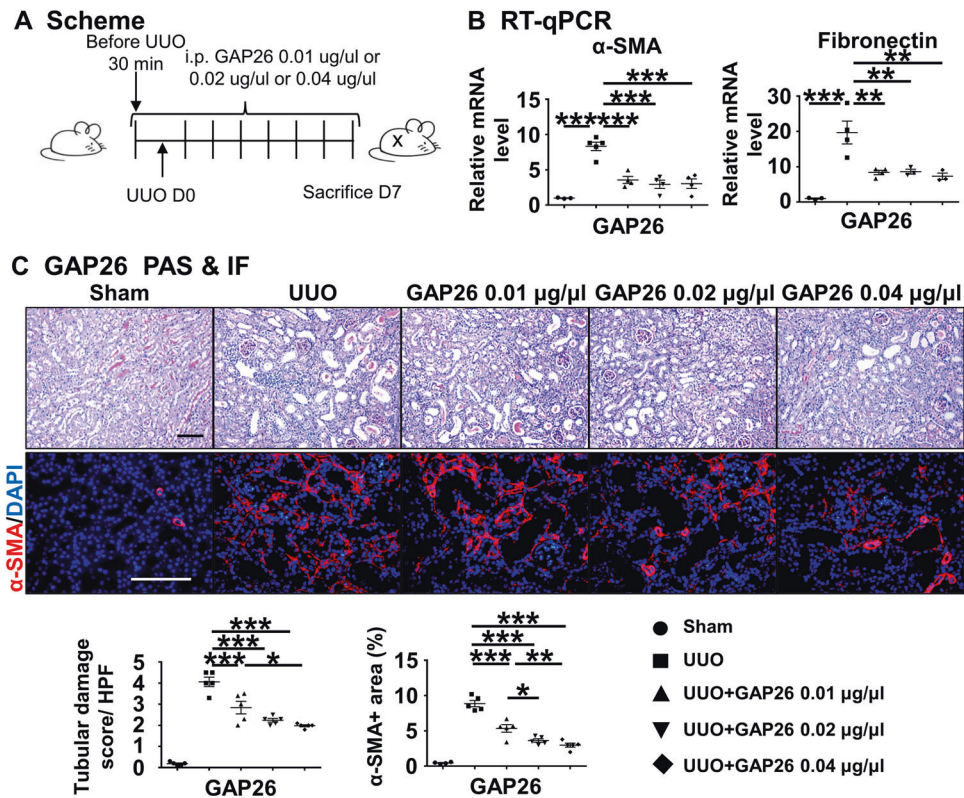 A Scheme
Before UUO
30 min
i.p. GAP26 0.01 ug/ul or
0.02 ug/ul or 0.04 ug/ul
X
UUO D0
Sacrifice D7
B RT-qPCR
α-SMA
Relative mRNA
level
15
10
5
0
***
***
***
***
GAP26
Fibronectin
Relative mRNA
level
30
20
10
0
**
**
***
**
GAP26
C GAP26 PAS & IF
Sham
UUO
GAP26 0.01 µg/µl
GAP26 0.02 µg/µl
GAP26 0.04 µg/µl
α-SMA/DAPI
Tubular damage
score/ HPF
5
4
3
2
1
0
***
***
***
*
GAP26
α-SMA+ area (%)
15
10
5
0
***
***
***
**
*
GAP26
Sham
UUO
UUO+GAP26 0.01 µg/µl
UUO+GAP26 0.02 µg/µl
UUO+GAP26 0.04 µg/µl